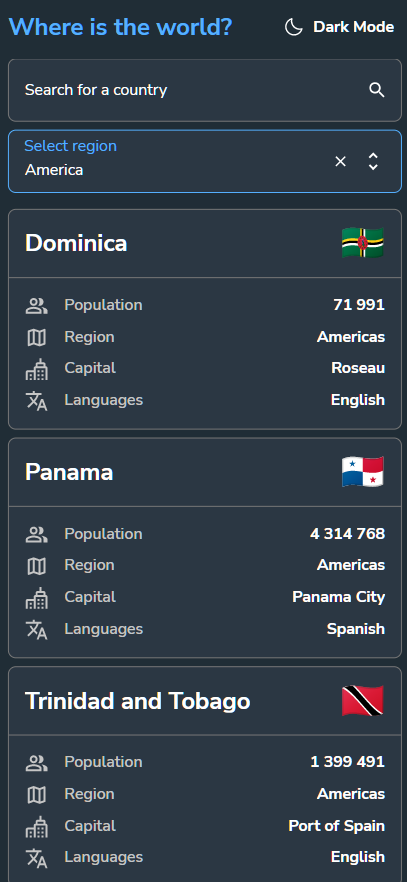 Where is the world? Dark Mode
Search for a country
Select region
America
Dominica
Population 71 991
Region Americas
Capital Roseau
Languages English
Panama
Population 4 314 768
Region Americas
Capital Panama City
Languages Spanish
Trinidad and Tobago
Population 1 399 491
Region Americas
Capital Port of Spain
Languages English